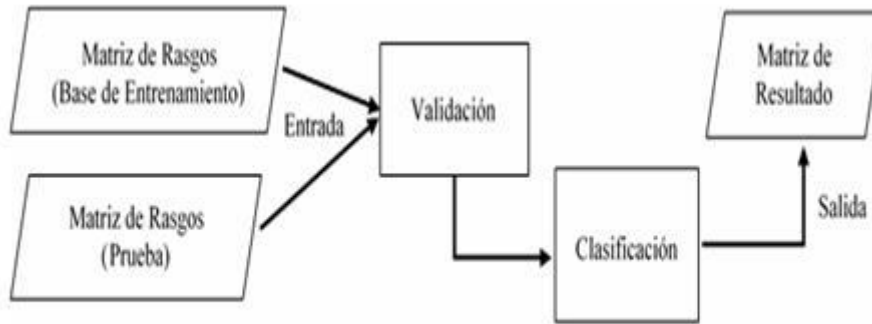 Matriz de Rasgos
(Base de Entrenamiento)
Entrada
Matriz de Rasgos
(Prueba)
Validación
Clasificación
Salida
Matriz de
Resultado